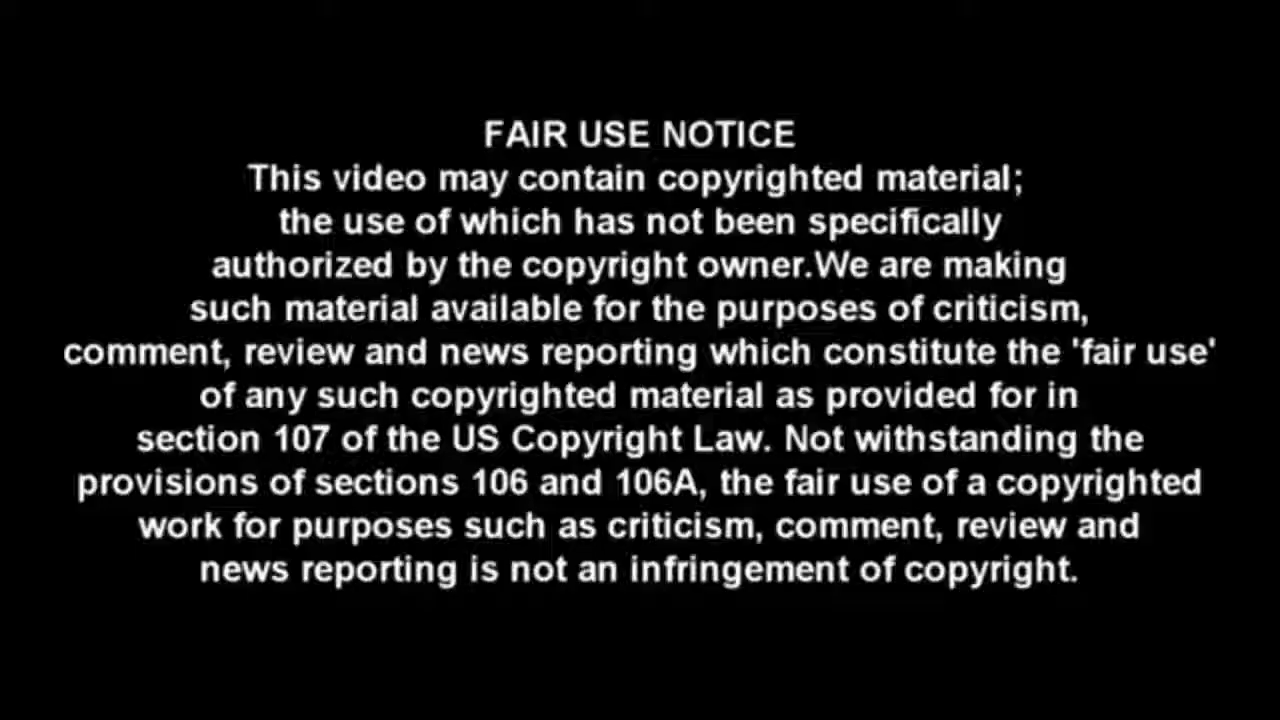 FAIR USE NOTICE
This video may contain copyrighted material;
the use of which has not been specifically
authorized by the copyright owner.We are making
such material available for the purposes of criticism,
comment, review and news reporting which constitute the 'fair use'
of any such copyrighted material as provided for in
section 107 of the US Copyright Law. Not withstanding the
provisions of sections 106 and 106A, the fair use of a copyrighted
work for purposes such as criticism, comment, review and
news reporting is not an infringement of copyright.